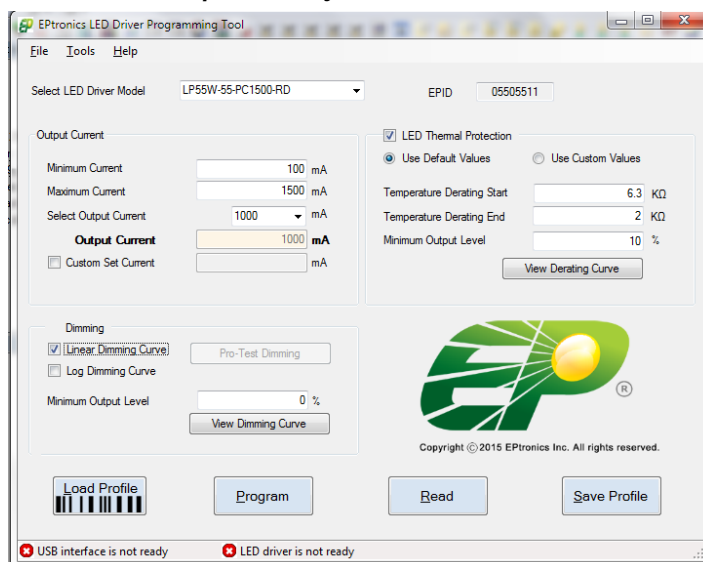 EPtronics LED Driver Programming Tool
File Tools Help
Select LED Driver Model LP55W-55-PC1500-RD EPID 05505511
Output Current
Minimum Current 100 mA
Maximum Current 1500 mA
Select Output Current 1000 mA
Output Current 1000 mA
Custom Set Current mA
LED Thermal Protection
Use Default Values Use Custom Values
Temperature Derating Start 6.3 KΩ
Temperature Derating End 2 KΩ
Minimum Output Level 10 %
View Derating Curve
Dimming
Linear Dimming Curve Pro-Test Dimming
Log Dimming Curve
Minimum Output Level 0 %
View Dimming Curve
EP ®
Copyright ©2015 EPtronics Inc. All rights reserved.
Load Profile Program Read Save Profile
USB interface is not ready LED driver is not ready